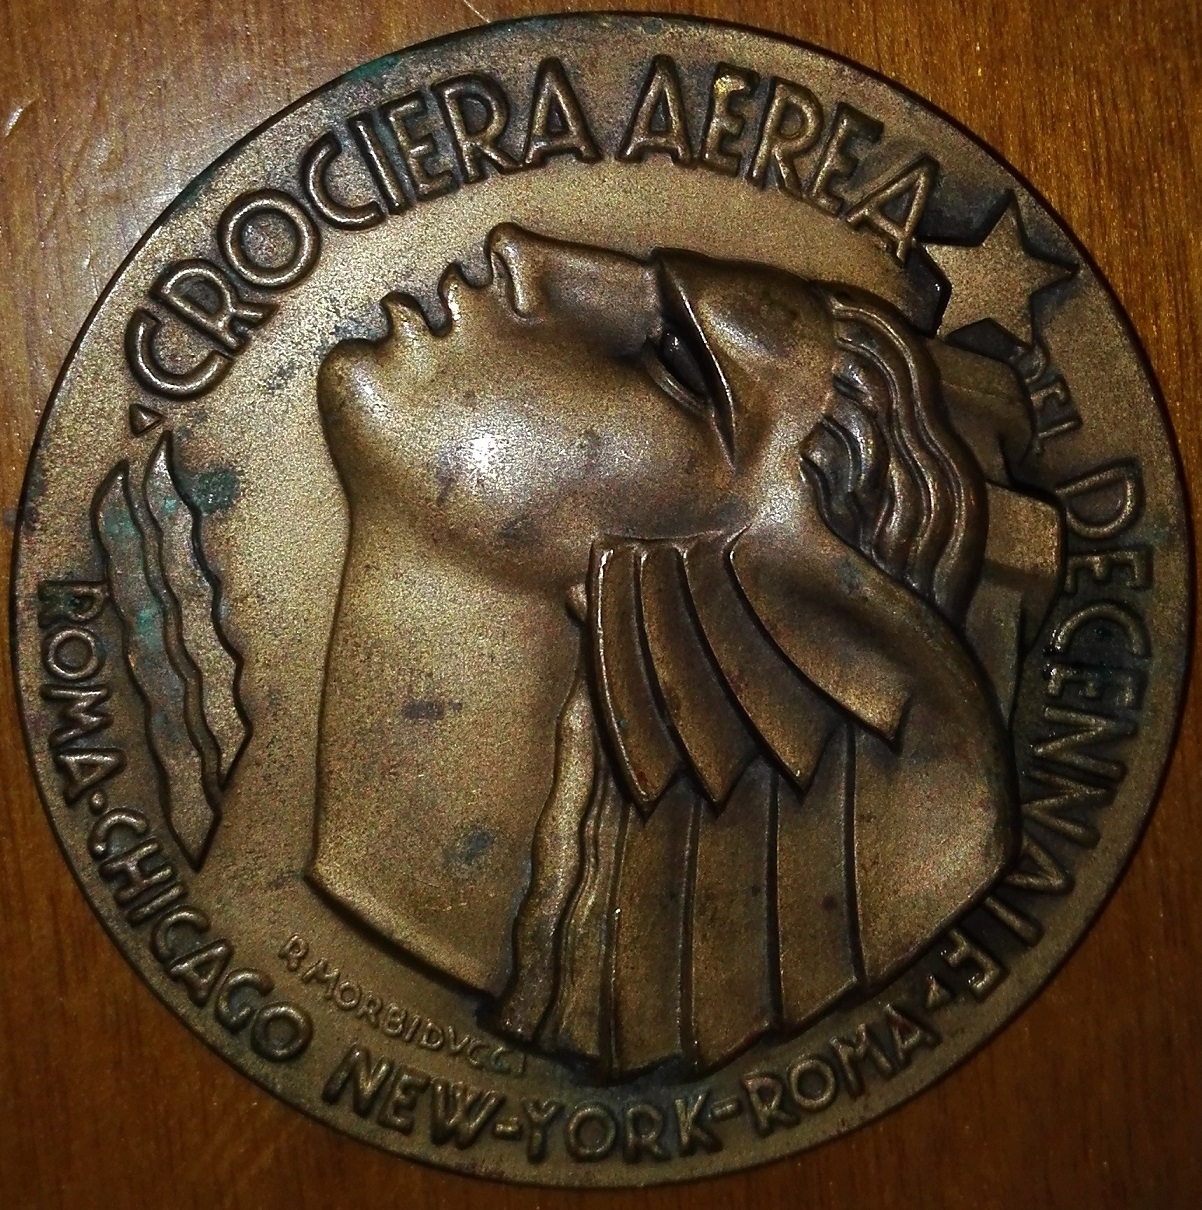 CROCIERA AEREA DEL DECENNALE
ROMA·CHICAGO NEW-YORK-ROMA
R MORBIDVCCI